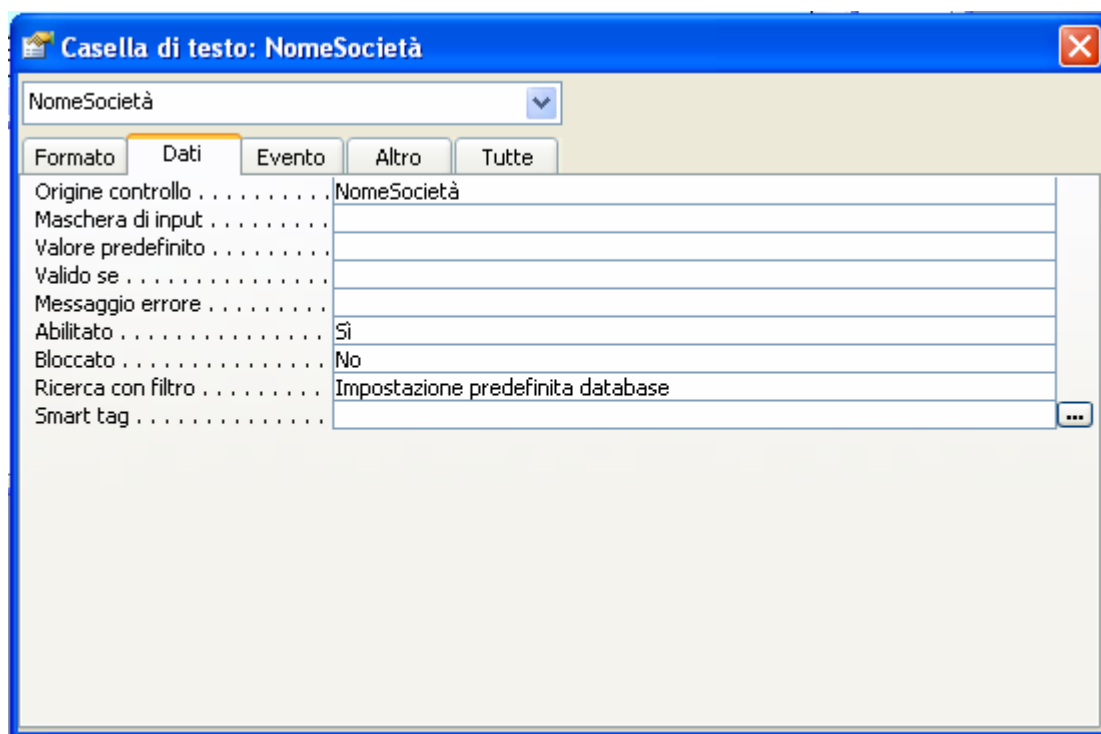 Casella di testo: NomeSocietà
NomeSocietà
Formato Dati Evento Altro Tutte
Origine controllo . . . . . . . . . . NomeSocietà
Maschera di input . . . . . . . . .
Valore predefinito . . . . . . . . .
Valido se . . . . . . . . . . . . . . .
Messaggio errore . . . . . . . . .
Abilitato . . . . . . . . . . . . . . . Sì
Bloccato . . . . . . . . . . . . . . . No
Ricerca con filtro . . . . . . . . . Impostazione predefinita database
Smart tag . . . . . . . . . . . . . . ...